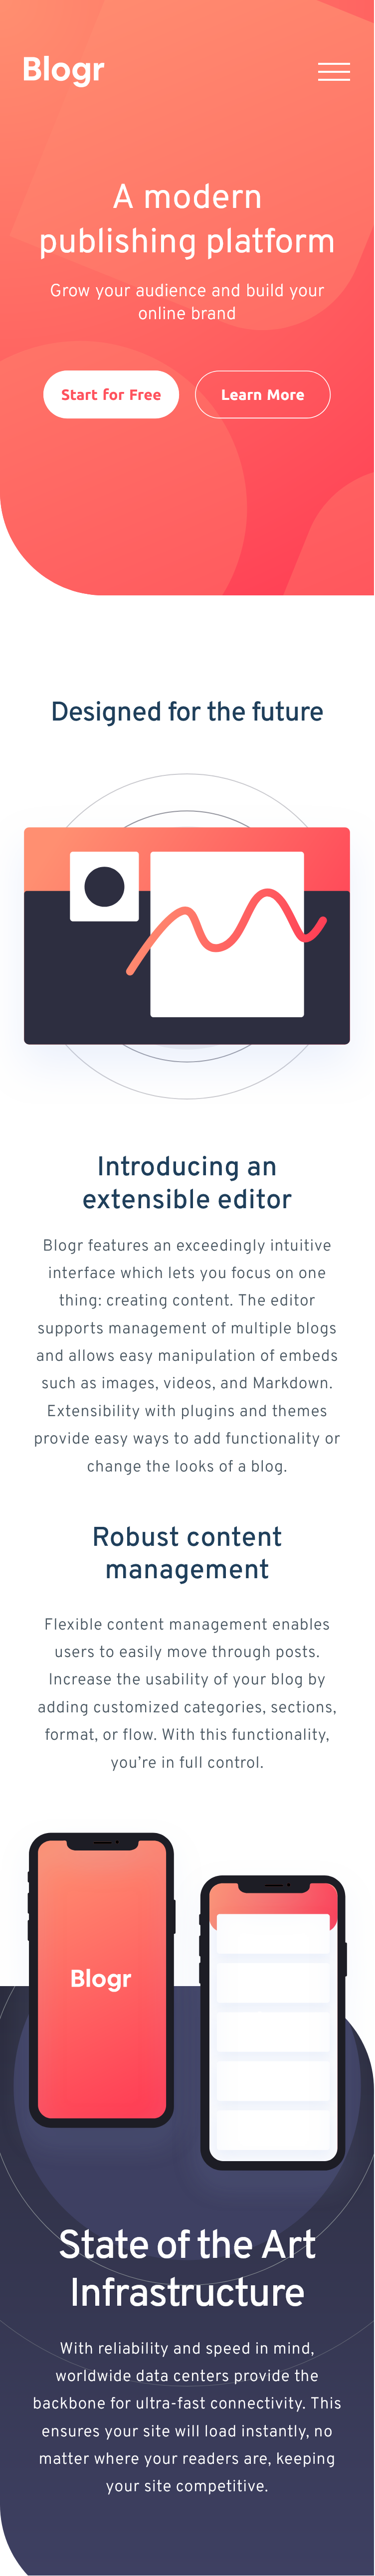 Blogr
A modern
publishing platform
Grow your audience and build your
online brand
Start for Free
Learn More
Designed for the future
Introducing an
extensible editor
Blogr features an exceedingly intuitive
interface which lets you focus on one
thing: creating content. The editor
supports management of multiple blogs
and allows easy manipulation of embeds
such as images, videos, and Markdown.
Extensibility with plugins and themes
provide easy ways to add functionality or
change the looks of a blog.
Robust content
management
Flexible content management enables
users to easily move through posts.
Increase the usability of your blog by
adding customized categories, sections,
format, or flow. With this functionality,
you’re in full control.
Blogr
State of the Art
Infrastructure
With reliability and speed in mind,
worldwide data centers provide the
backbone for ultra-fast connectivity. This
ensures your site will load instantly, no
matter where your readers are, keeping
your site competitive.